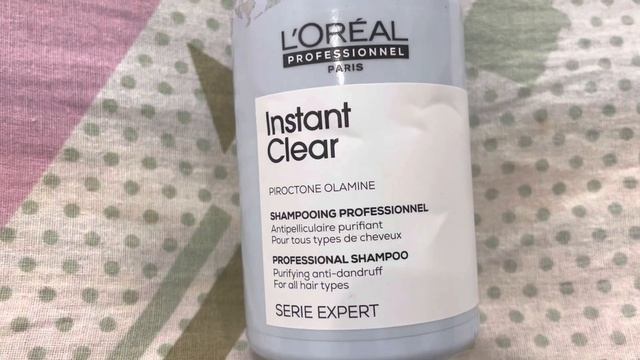 L'ORÉAL
PROFESSIONNEL
PARIS
Instant
Clear
PIROCTONE OLAMINE
SHAMPOOING PROFESSIONNEL
Antipelliculaire purifiant
Pour tous types de cheveux
PROFESSIONAL SHAMPOO
Purifying anti-dandruff
For all hair types
SERIE EXPERT